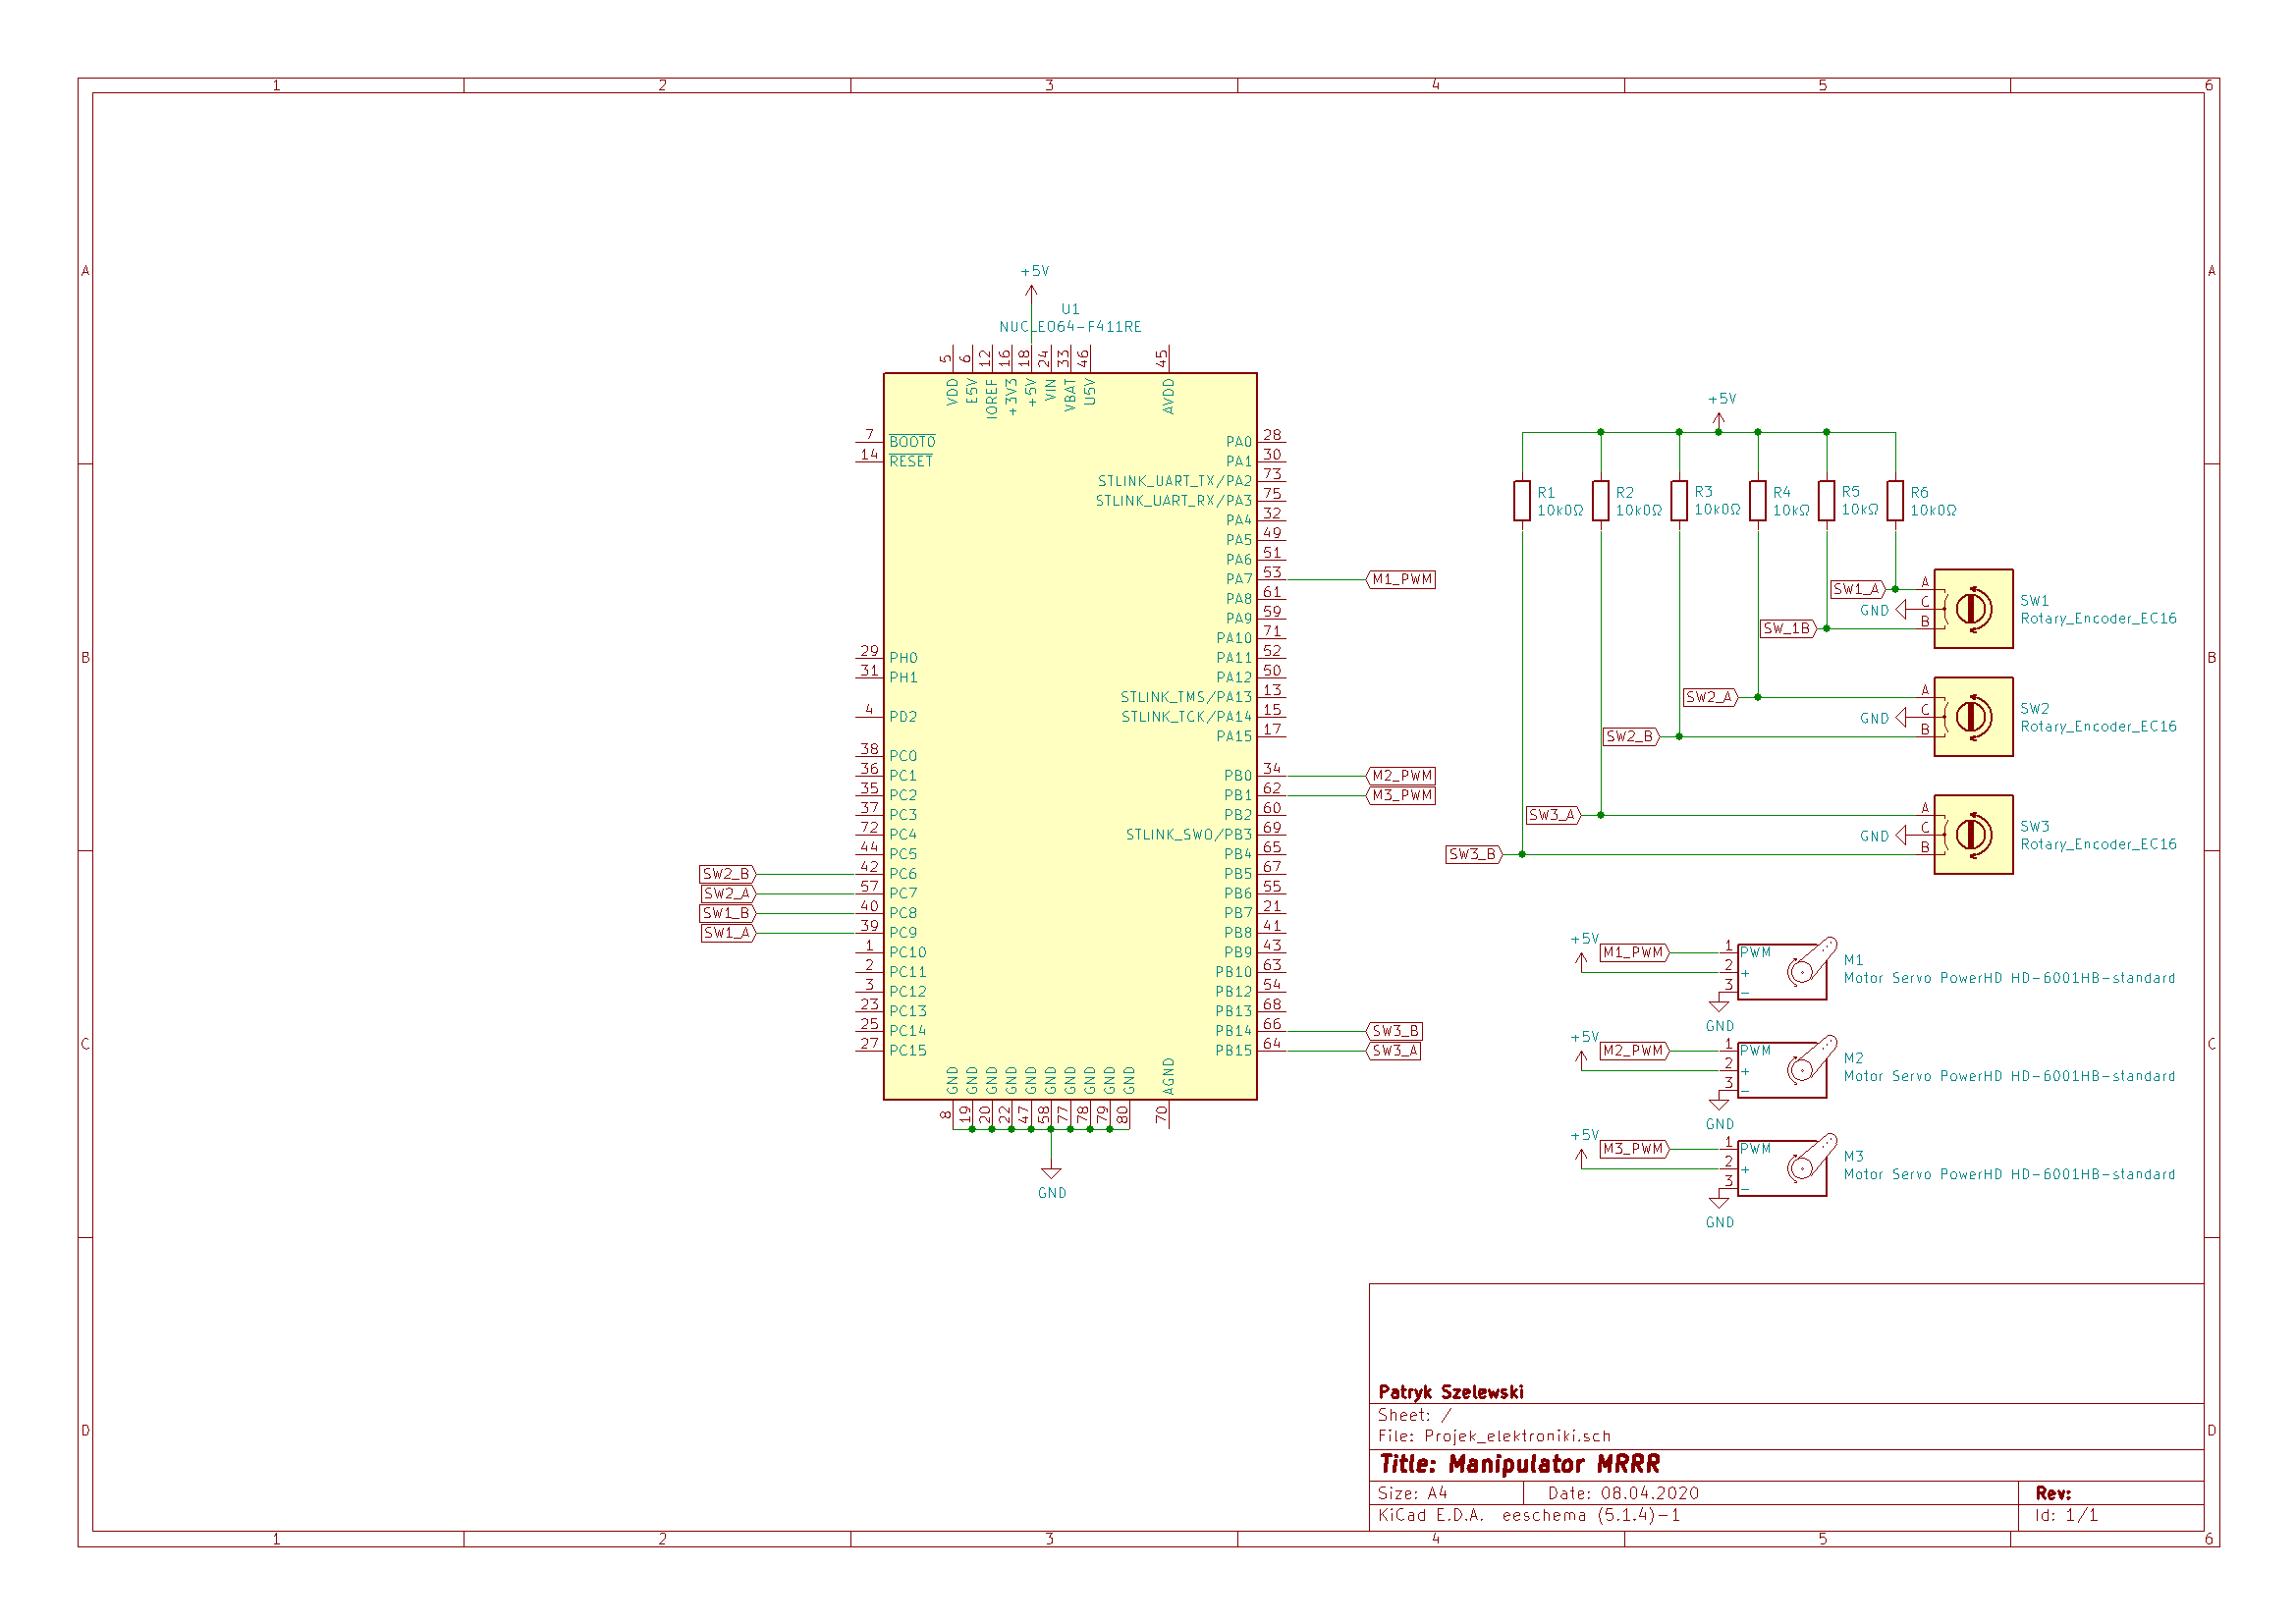 1 2 3 4 5 6
A A
B B
C C
D D
1 2 3 4 5 6
+5V
U1
NUCLEO64-F411RE
5 6 12 16 18 24 33 46 45
VDD E5V IOREF +3V3 +5V VIN VBAT U5V AVDD
7 BOOT0
14 RESET
29 PH0
31 PH1
4 PD2
38 PC0
36 PC1
35 PC2
37 PC3
72 PC4
44 PC5
SW2_B 42 PC6
SW2_A 57 PC7
SW1_B 40 PC8
SW1_A 39 PC9
1 PC10
2 PC11
3 PC12
23 PC13
25 PC14
27 PC15
PA0 28
PA1 30
STLINK_UART_TX/PA2 73
STLINK_UART_RX/PA3 75
PA4 32
PA5 49
PA6 51
PA7 53 M1_PWM
PA8 61
PA9 59
PA10 71
PA11 52
PA12 50
STLINK_TMS/PA13 13
STLINK_TCK/PA14 15
PA15 17
PB0 34 M2_PWM
PB1 62 M3_PWM
PB2 60
STLINK_SWO/PB3 69
PB4 65
PB5 67
PB6 55
PB7 21
PB8 41
PB9 43
PB10 63
PB12 54
PB13 68
PB14 66 SW3_B
PB15 64 SW3_A
GND GND GND GND GND GND GND GND GND GND AGND
8 19 20 22 47 58 77 78 79 80 70
GND
+5V
R1 R2 R3 R4 R5 R6
10k0Ω 10k0Ω 10k0Ω 10kΩ 10kΩ 10k0Ω
SW1_A A
GND C
SW_1B B
SW1
Rotary_Encoder_EC16
SW2_A A
GND C
SW2_B B
SW2
Rotary_Encoder_EC16
SW3_A A
GND C
SW3_B B
SW3
Rotary_Encoder_EC16
+5V M1_PWM 1 PWM
2 +
3 -
GND
M1
Motor Servo PowerHD HD-6001HB-standard
+5V M2_PWM 1 PWM
2 +
3 -
GND
M2
Motor Servo PowerHD HD-6001HB-standard
+5V M3_PWM 1 PWM
2 +
3 -
GND
M3
Motor Servo PowerHD HD-6001HB-standard
Patryk Szelewski
Sheet: /
File: Projek_elektroniki.sch
Title: Manipulator MRRR
Size: A4 Date: 08.04.2020 Rev:
KiCad E.D.A. eeschema (5.1.4)-1 Id: 1/1